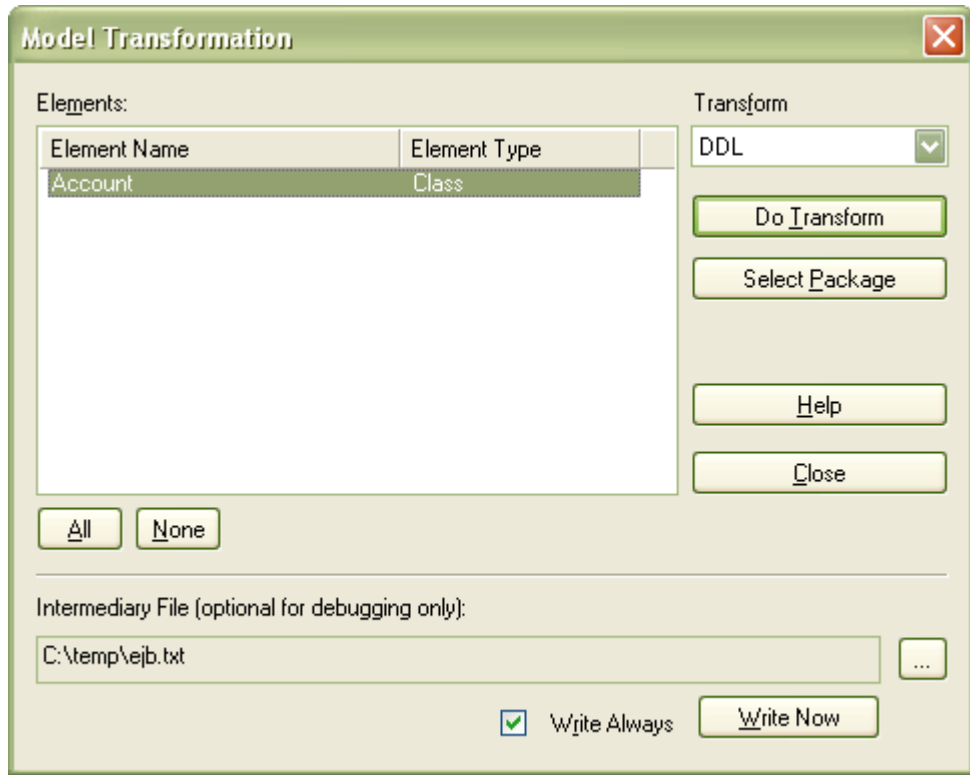 Model Transformation
Elements:
Transform
Element Name Element Type
DDL
Account Class
Do Transform
Select Package
Help
Close
All None
Intermediary File (optional for debugging only):
C:\temp\ejb.txt
...
Write Always Write Now